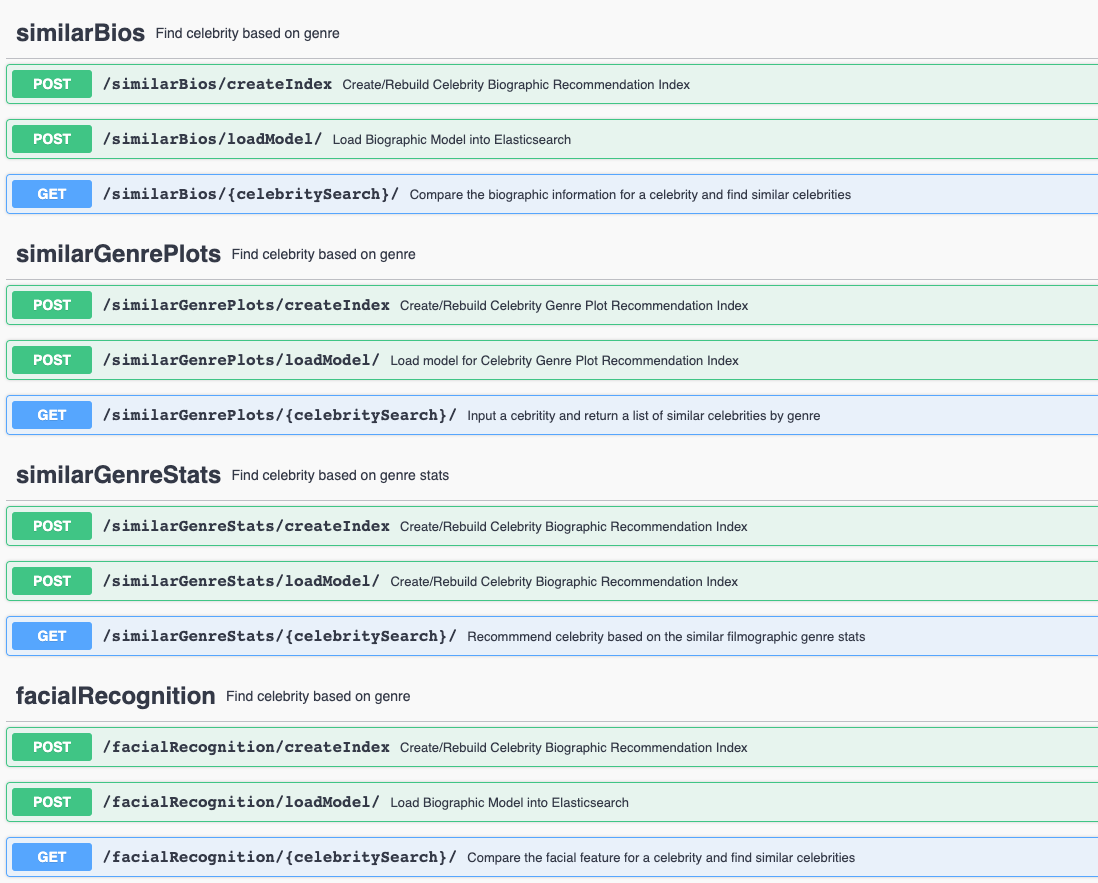 similarBios Find celebrity based on genre
POST /similarBios/createIndex Create/Rebuild Celebrity Biographic Recommendation Index
POST /similarBios/loadModel/ Load Biographic Model into Elasticsearch
GET /similarBios/{celebritySearch}/ Compare the biographic information for a celebrity and find similar celebrities
similarGenrePlots Find celebrity based on genre
POST /similarGenrePlots/createIndex Create/Rebuild Celebrity Genre Plot Recommendation Index
POST /similarGenrePlots/loadModel/ Load model for Celebrity Genre Plot Recommendation Index
GET /similarGenrePlots/{celebritySearch}/ Input a cebritity and return a list of similar celebrities by genre
similarGenreStats Find celebrity based on genre stats
POST /similarGenreStats/createIndex Create/Rebuild Celebrity Biographic Recommendation Index
POST /similarGenreStats/loadModel/ Create/Rebuild Celebrity Biographic Recommendation Index
GET /similarGenreStats/{celebritySearch}/ Recommmend celebrity based on the similar filmographic genre stats
facialRecognition Find celebrity based on genre
POST /facialRecognition/createIndex Create/Rebuild Celebrity Biographic Recommendation Index
POST /facialRecognition/loadModel/ Load Biographic Model into Elasticsearch
GET /facialRecognition/{celebritySearch}/ Compare the facial feature for a celebrity and find similar celebrities